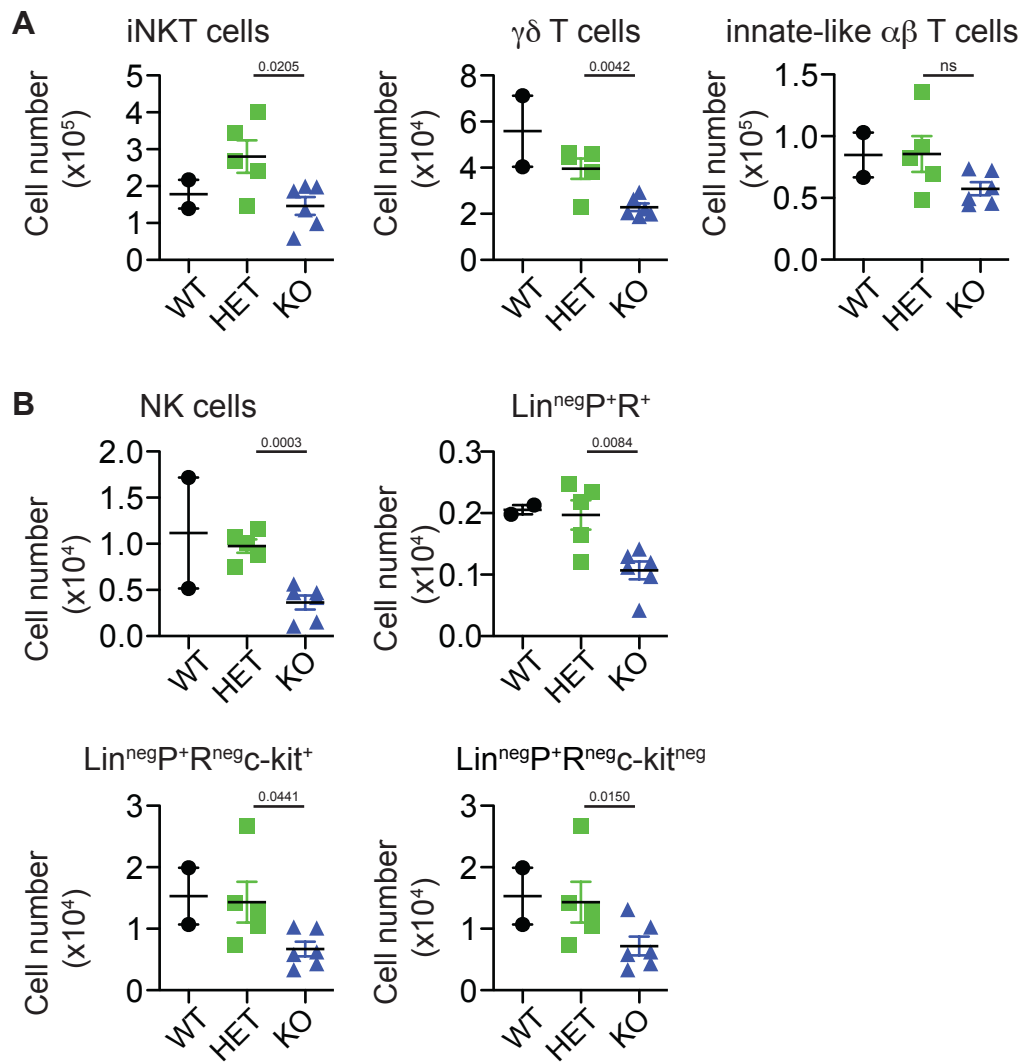 A
iNKT cells
0.0205
5
4
3
2
1
0
Cell number
(x10⁵)
WT
HET
KO
γδ T cells
0.0042
8
6
4
2
0
Cell number
(x10⁴)
WT
HET
KO
innate-like αβ T cells
ns
1.5
1.0
0.5
0.0
Cell number
(x10⁵)
WT
HET
KO
B
NK cells
0.0003
2.0
1.5
1.0
0.5
0.0
Cell number
(x10⁴)
WT
HET
KO
LinⁿᵉᵍP⁺R⁺
0.0084
0.3
0.2
0.1
0.0
Cell number
(x10⁴)
WT
HET
KO
LinⁿᵉᵍP⁺Rⁿᵉᵍc-kit⁺
0.0441
3
2
1
0
Cell number
(x10⁴)
WT
HET
KO
LinⁿᵉᵍP⁺Rⁿᵉᵍc-kitⁿᵉᵍ
0.0150
3
2
1
0
Cell number
(x10⁴)
WT
HET
KO